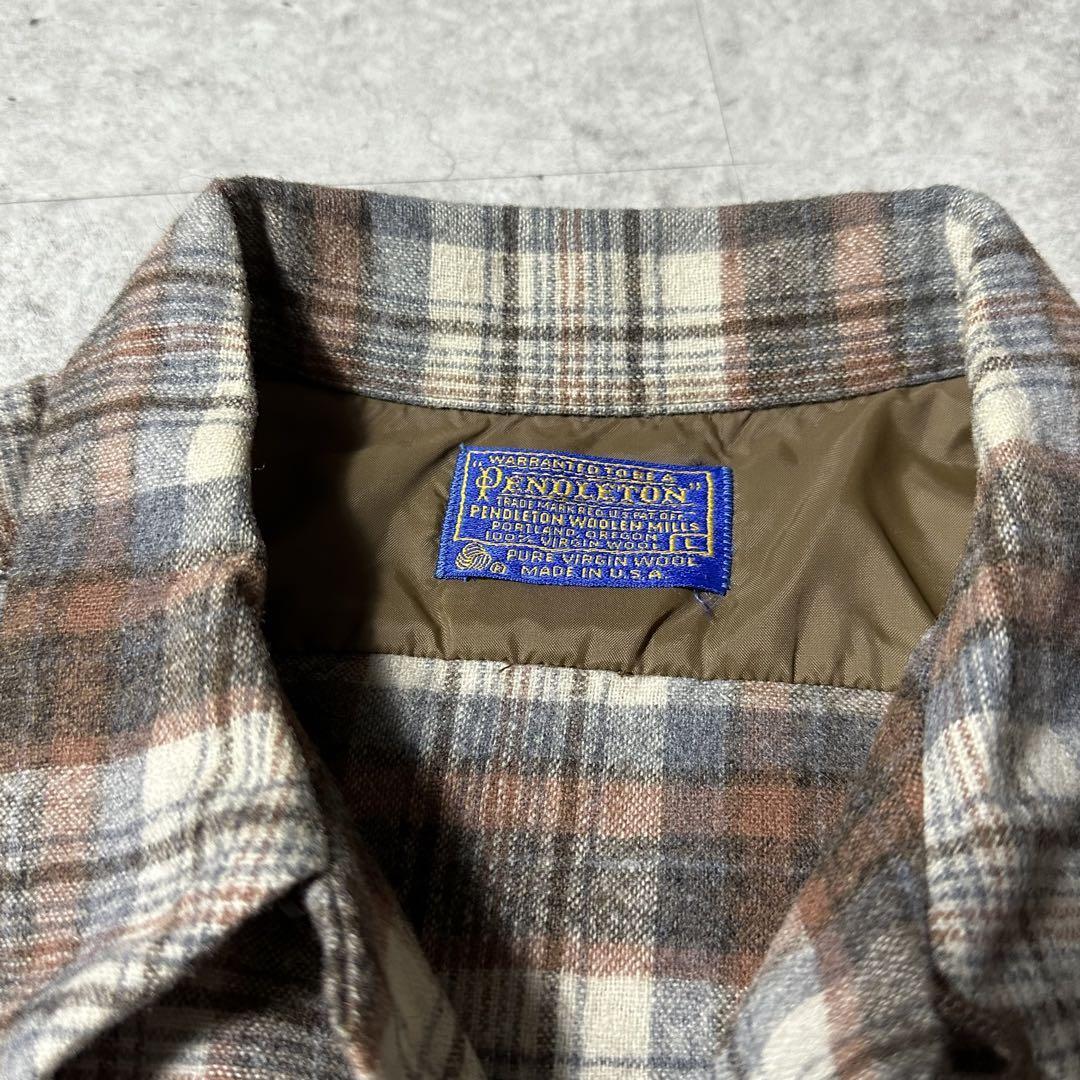 "WARRANTED TO BE A
PENDLETON"
TRADE MARK REG. U.S. PAT. OFF.
PENDLETON WOOLEN MILLS
PORTLAND, OREGON
100% VIRGIN WOOL L
® PURE VIRGIN WOOL
MADE IN U.S.A.